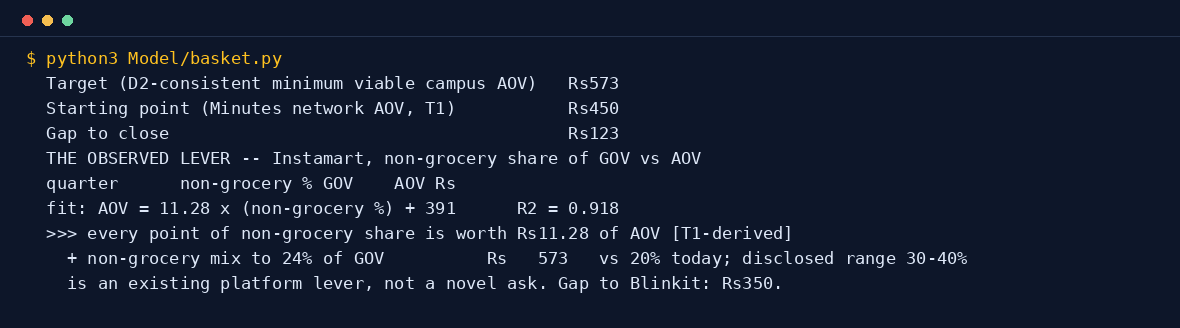 $ python3 Model/basket.py
Target (D2-consistent minimum viable campus AOV) Rs573
Starting point (Minutes network AOV, T1) Rs450
Gap to close Rs123
THE OBSERVED LEVER -- Instamart, non-grocery share of GOV vs AOV
quarter non-grocery % GOV AOV Rs
fit: AOV = 11.28 x (non-grocery %) + 391 R2 = 0.918
>>> every point of non-grocery share is worth Rs11.28 of AOV [T1-derived]
+ non-grocery mix to 24% of GOV Rs 573 vs 20% today; disclosed range 30-40%
is an existing platform lever, not a novel ask. Gap to Blinkit: Rs350.